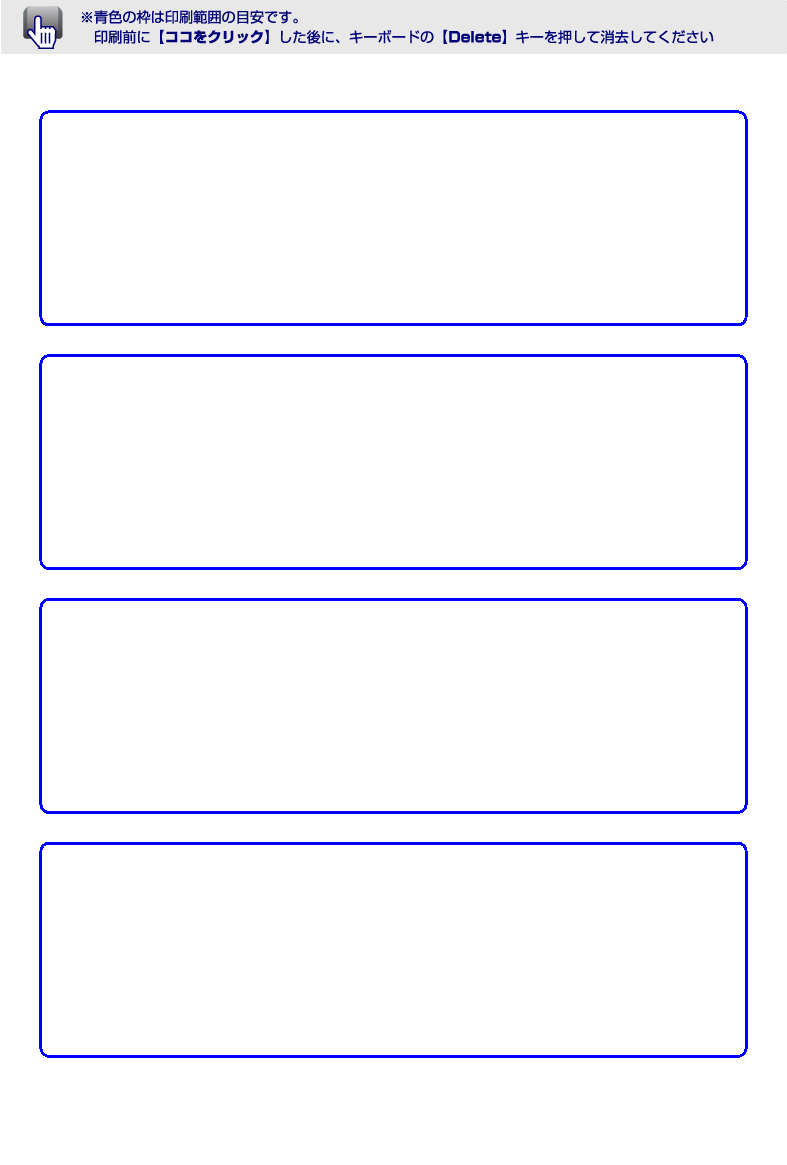 ※青色の枠は印刷範囲の目安です。
印刷前に【ココをクリック】した後に、キーボードの【Delete】キーを押して消去してください